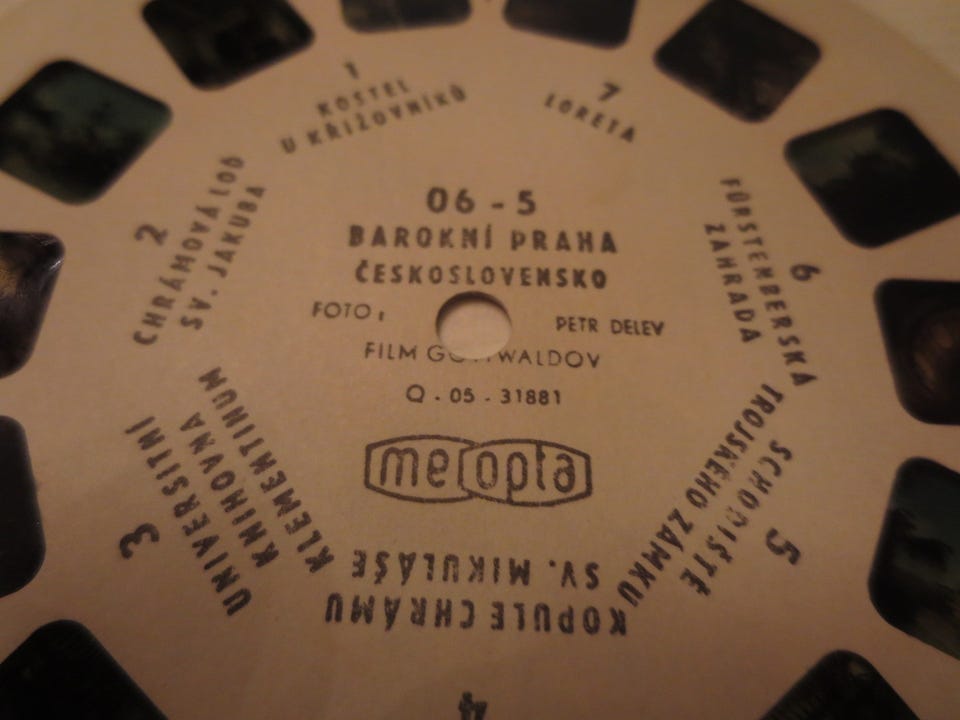 06 - 5
BAROKNÍ PRAHA
ČESKOSLOVENSKO
FOTO: PETR DELEV
FILM GOTTWALDOV
Q - 05 - 31881
meopta
1
KOSTEL
U KŘIŽOVNÍKŮ
2
CHRÁMOVÁ LOĎ
SV. JAKUBA
3
UNIVERSITNÍ
KNIHOVNA
KLEMENTINUM
4
KOPULE CHRÁMU
SV. MIKULÁŠE
5
SCHODIŠTĚ
TROJSKÉHO ZÁMKU
6
FÜRSTENBERSKÁ
ZAHRADA
7
LORETA